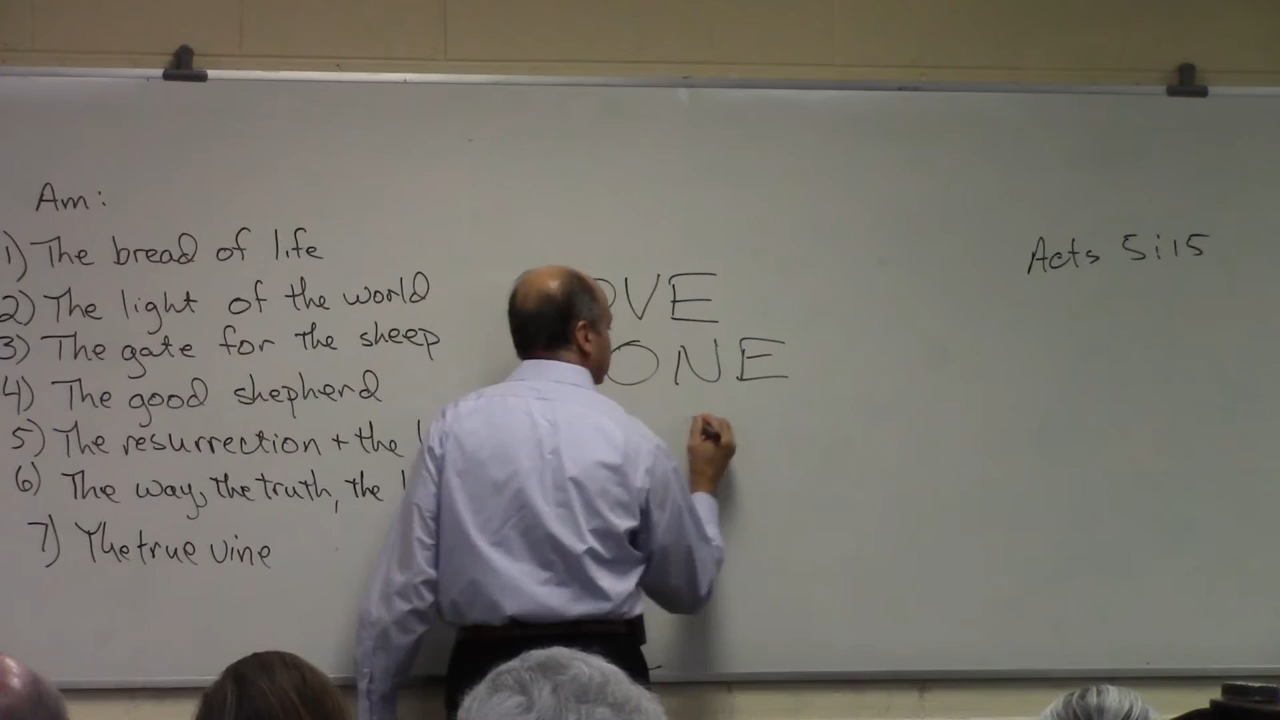 Am:
1) The bread of life
2) The light of the world
3) The gate for the sheep
4) The good shepherd
5) The resurrection + the
6) The way, the truth, the
7) The true vine
OVE
ONE
Acts 5:15